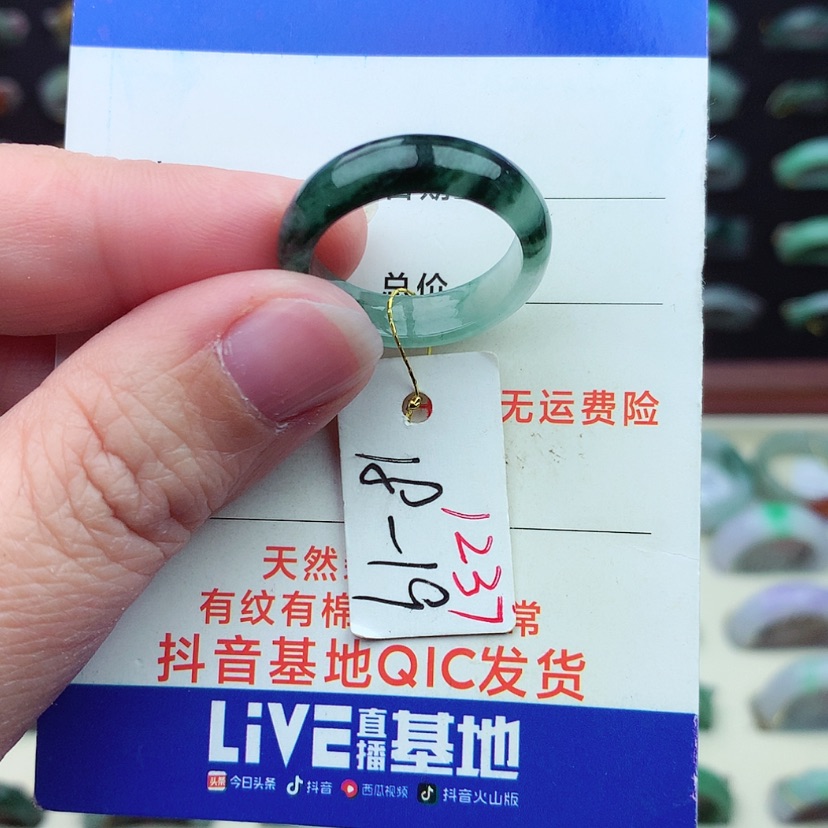 总价
无运费险
18-19
1237
天然
有纹有棉 常
抖音基地QIC发货
LiVE直播基地
头条 今日头条 抖音 西瓜视频 抖音火山版